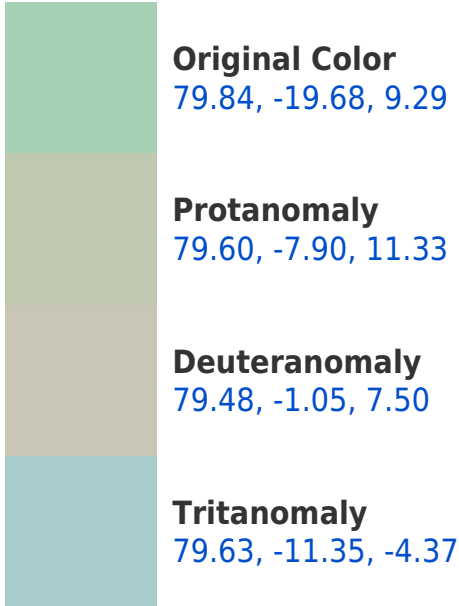 Original Color
79.84, -19.68, 9.29
Protanomaly
79.60, -7.90, 11.33
Deuteranomaly
79.48, -1.05, 7.50
Tritanomaly
79.63, -11.35, -4.37